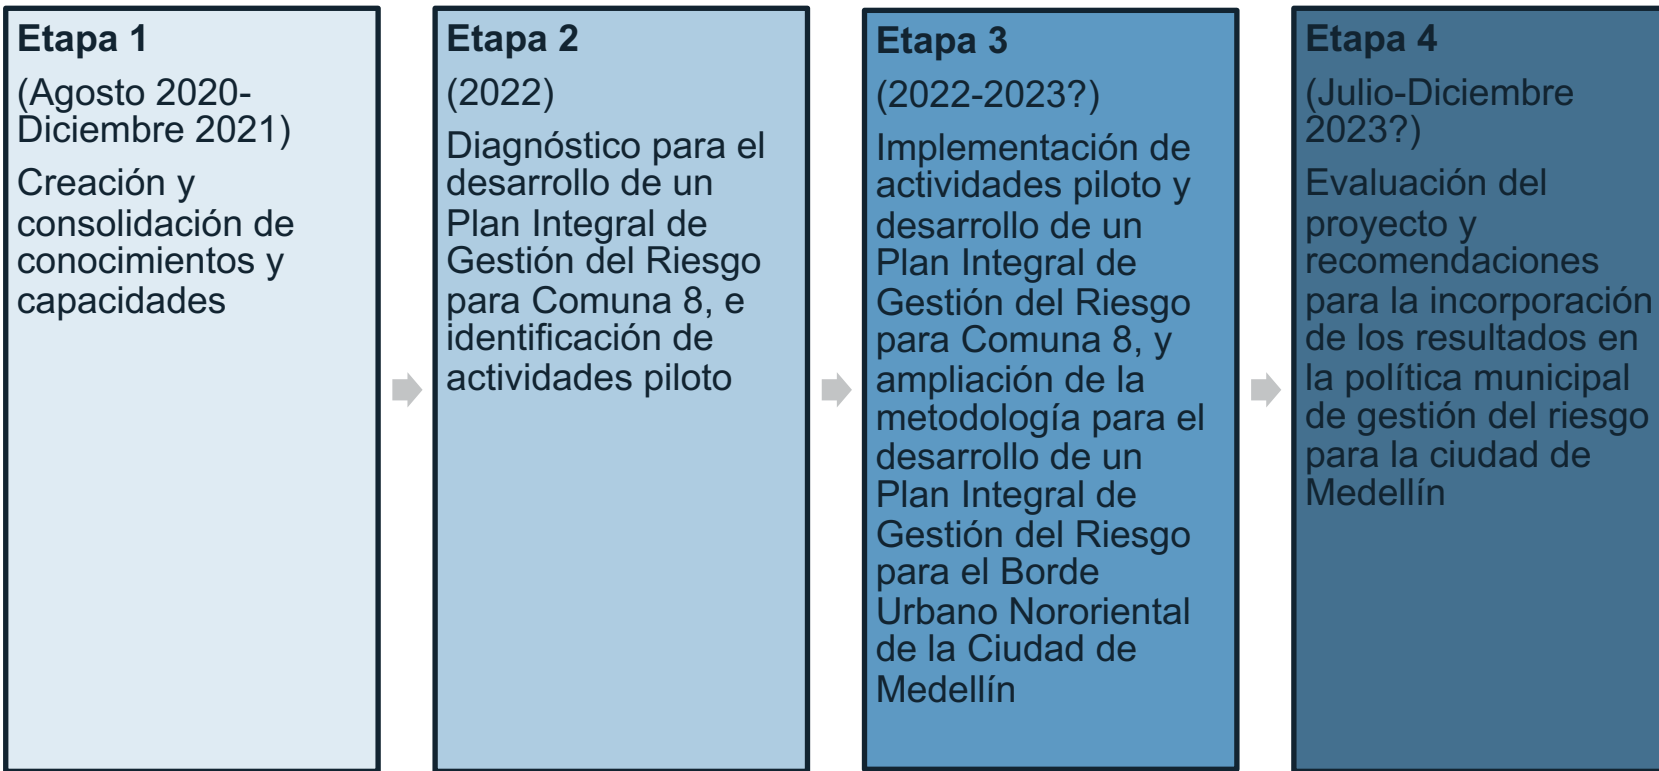 Etapa 1
(Agosto 2020-
Diciembre 2021)
Creación y
consolidación de
conocimientos y
capacidades
Etapa 2
(2022)
Diagnóstico para el
desarrollo de un
Plan Integral de
Gestión del Riesgo
para Comuna 8, e
identificación de
actividades piloto
Etapa 3
(2022-2023?)
Implementación de
actividades piloto y
desarrollo de un
Plan Integral de
Gestión del Riesgo
para Comuna 8, y
ampliación de la
metodología para el
desarrollo de un
Plan Integral de
Gestión del Riesgo
para el Borde
Urbano Nororiental
de la Ciudad de
Medellín
Etapa 4
(Julio-Diciembre
2023?)
Evaluación del
proyecto y
recomendaciones
para la incorporación
de los resultados en
la política municipal
de gestión del riesgo
para la ciudad de
Medellín